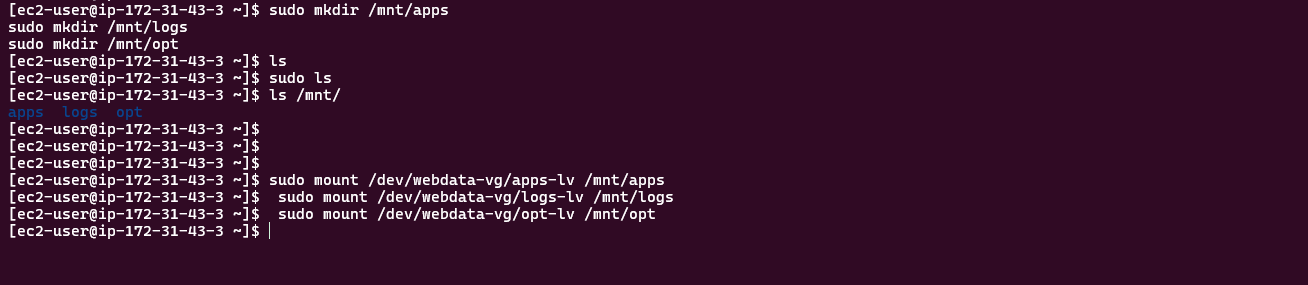 [ec2-user@ip-172-31-43-3 ~]$ sudo mkdir /mnt/apps
sudo mkdir /mnt/logs
sudo mkdir /mnt/opt
[ec2-user@ip-172-31-43-3 ~]$ ls
[ec2-user@ip-172-31-43-3 ~]$ sudo ls
[ec2-user@ip-172-31-43-3 ~]$ ls /mnt/
apps  logs  opt
[ec2-user@ip-172-31-43-3 ~]$
[ec2-user@ip-172-31-43-3 ~]$
[ec2-user@ip-172-31-43-3 ~]$
[ec2-user@ip-172-31-43-3 ~]$ sudo mount /dev/webdata-vg/apps-lv /mnt/apps
[ec2-user@ip-172-31-43-3 ~]$  sudo mount /dev/webdata-vg/logs-lv /mnt/logs
[ec2-user@ip-172-31-43-3 ~]$  sudo mount /dev/webdata-vg/opt-lv /mnt/opt
[ec2-user@ip-172-31-43-3 ~]$